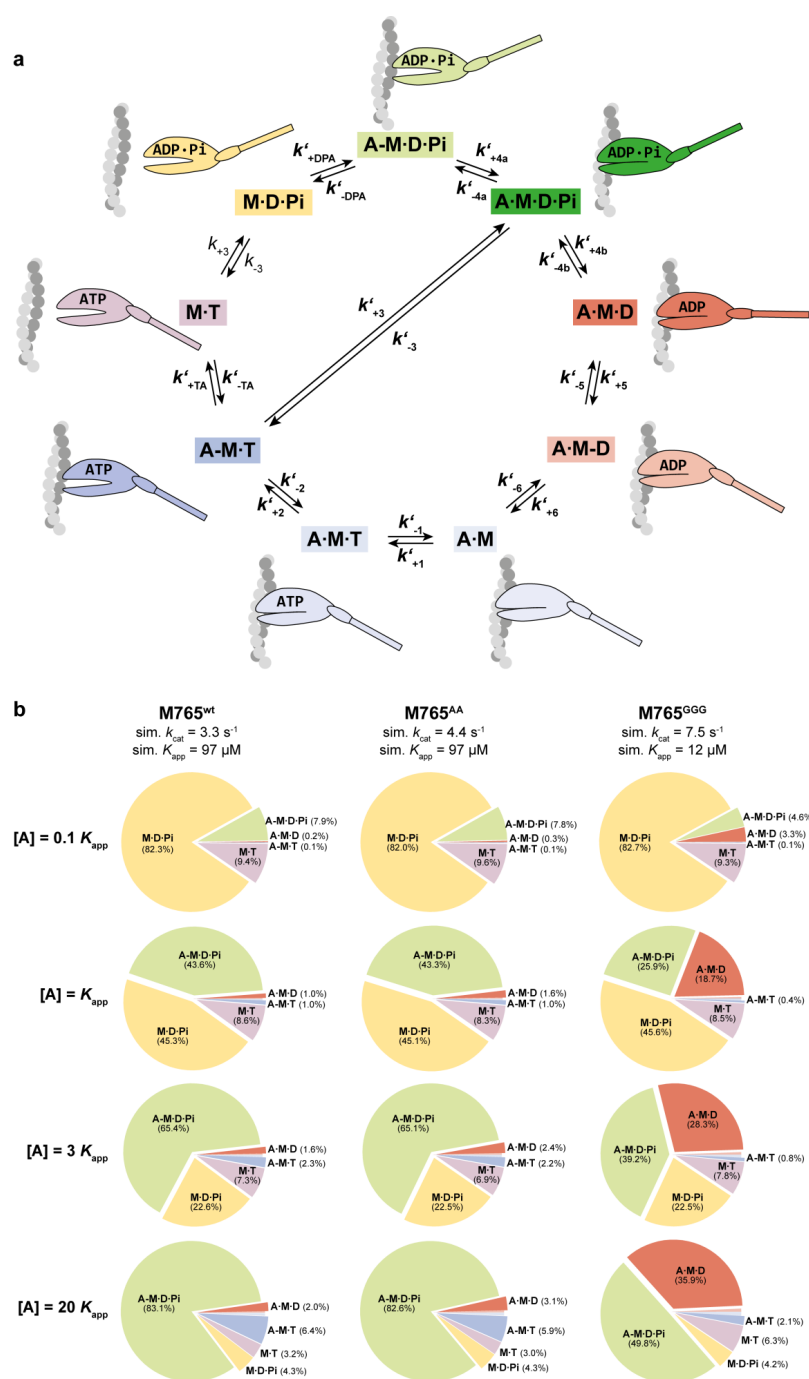 a
ADP·Pi
A-M·D·Pi
ADP·Pi
k‘+DPA
k‘-DPA
k‘+4a
k‘-4a
ADP·Pi
M·D·Pi
A·M·D·Pi
k+3
k-3
k‘+4b
k‘-4b
ATP
M·T
k‘+3
k‘-3
A·M·D
ADP
k‘+TA
k‘-TA
k‘-5
k‘+5
ATP
A-M·T
A·M-D
ADP
k‘-2
k‘+2
k‘-6
k‘+6
A·M·T
k‘-1
k‘+1
A·M
ATP
b
M765wt
sim. kcat = 3.3 s-1
sim. Kapp = 97 µM
M765AA
sim. kcat = 4.4 s-1
sim. Kapp = 97 µM
M765GGG
sim. kcat = 7.5 s-1
sim. Kapp = 12 µM
[A] = 0.1 Kapp
M·D·Pi
(82.3%)
A-M·D·Pi (7.9%)
A·M·D (0.2%)
A-M·T (0.1%)
M·T
(9.4%)
M·D·Pi
(82.0%)
A-M·D·Pi (7.8%)
A·M·D (0.3%)
A-M·T (0.1%)
M·T
(9.6%)
M·D·Pi
(82.7%)
A-M·D·Pi (4.6%)
A·M·D (3.3%)
A-M·T (0.1%)
M·T
(9.3%)
[A] = Kapp
A-M·D·Pi
(43.6%)
A·M·D (1.0%)
A-M·T (1.0%)
M·T
(8.6%)
M·D·Pi
(45.3%)
A-M·D·Pi
(43.3%)
A·M·D (1.6%)
A-M·T (1.0%)
M·T
(8.3%)
M·D·Pi
(45.1%)
A-M·D·Pi
(25.9%)
A·M·D
(18.7%)
A-M·T (0.4%)
M·T
(8.5%)
M·D·Pi
(45.6%)
[A] = 3 Kapp
A-M·D·Pi
(65.4%)
A·M·D (1.6%)
A-M·T (2.3%)
M·T
(7.3%)
M·D·Pi
(22.6%)
A-M·D·Pi
(65.1%)
A·M·D (2.4%)
A-M·T (2.2%)
M·T
(6.9%)
M·D·Pi
(22.5%)
A·M·D
(28.3%)
A-M·D·Pi
(39.2%)
A-M·T (0.8%)
M·T
(7.8%)
M·D·Pi
(22.5%)
[A] = 20 Kapp
A-M·D·Pi
(83.1%)
A·M·D (2.0%)
A-M·T (6.4%)
M·T (3.2%)
M·D·Pi (4.3%)
A-M·D·Pi
(82.6%)
A·M·D (3.1%)
A-M·T (5.9%)
M·T (3.0%)
M·D·Pi (4.3%)
A·M·D
(35.9%)
A-M·D·Pi
(49.8%)
A-M·T (2.1%)
M·T (6.3%)
M·D·Pi (4.2%)